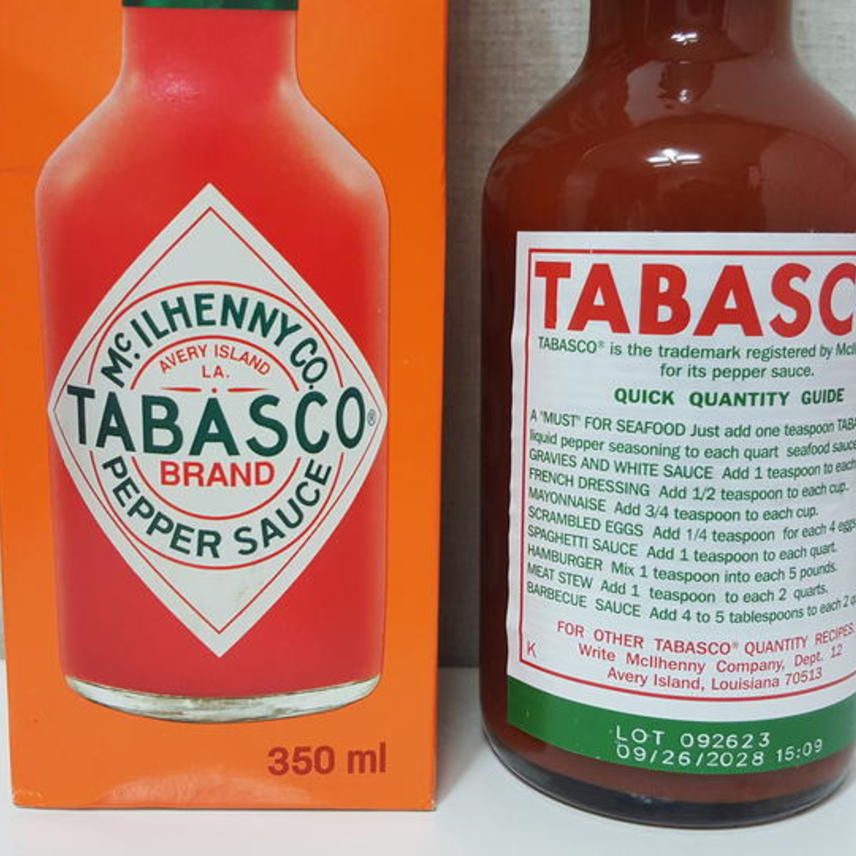 McILHENNY CO.
AVERY ISLAND
LA.
TABASCO®
BRAND
PEPPER SAUCE
350 ml
TABASC
TABASCO® is the trademark registered by McIl
for its pepper sauce.
QUICK QUANTITY GUIDE
A "MUST" FOR SEAFOOD Just add one teaspoon TABA
liquid pepper seasoning to each quart seafood sauce
GRAVIES AND WHITE SAUCE Add 1 teaspoon to each
FRENCH DRESSING Add 1/2 teaspoon to each cup.
MAYONNAISE Add 3/4 teaspoon to each cup.
SCRAMBLED EGGS Add 1/4 teaspoon for each 4 eggs
SPAGHETTI SAUCE Add 1 teaspoon to each quart.
HAMBURGER Mix 1 teaspoon into each 5 pounds.
MEAT STEW Add 1 teaspoon to each 2 quarts.
BARBECUE SAUCE Add 4 to 5 tablespoons to each 2
FOR OTHER TABASCO® QUANTITY RECIPES
Write McIlhenny Company, Dept. 12
K Avery Island, Louisiana 70513
LOT 092623
09/26/2028 15:09